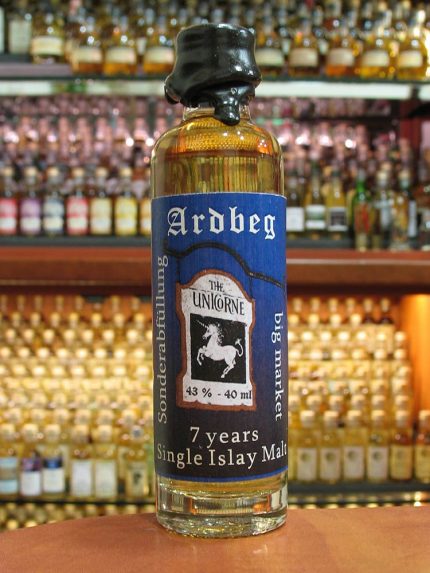 Ardbeg
THE
UNICORNE
43 % - 40 ml
Sonderabfüllung
big market
7 years
Single Islay Malt